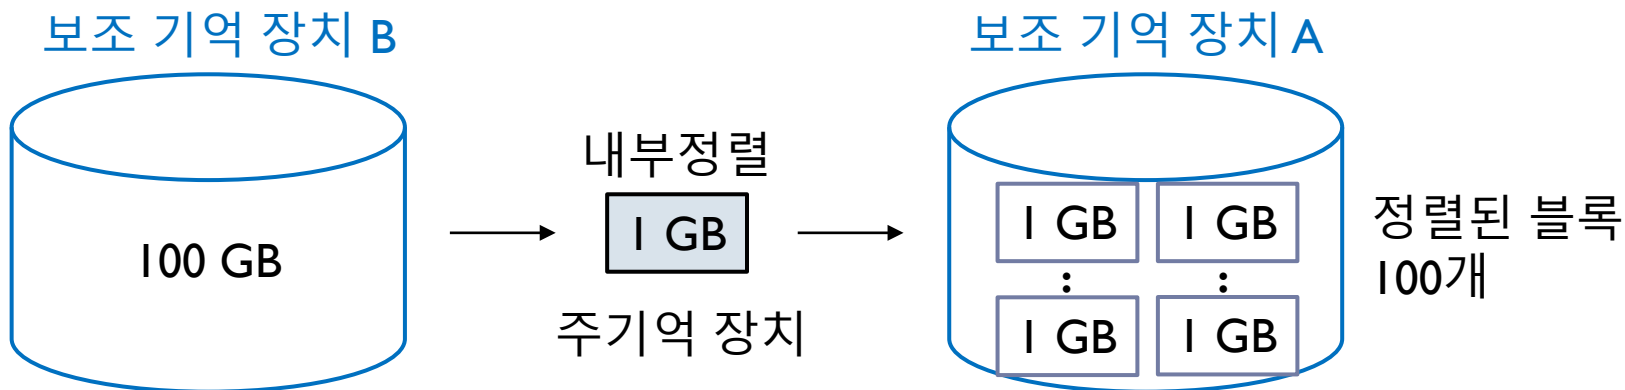 보조 기억 장치 B
100 GB
내부정렬
1 GB
주기억 장치
보조 기억 장치 A
1 GB 1 GB
: :
1 GB 1 GB
정렬된 블록
100개